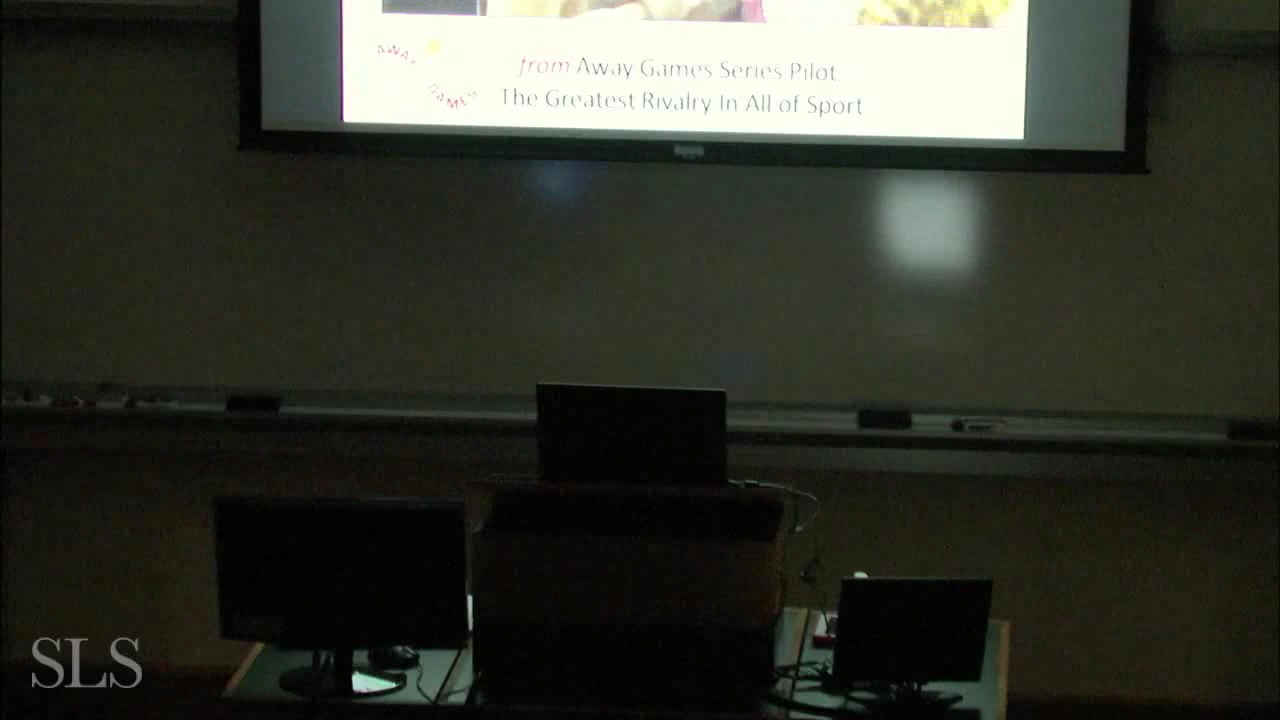 AWAY GAMES
from Away Games Series Pilot:
The Greatest Rivalry In All of Sport
SLS